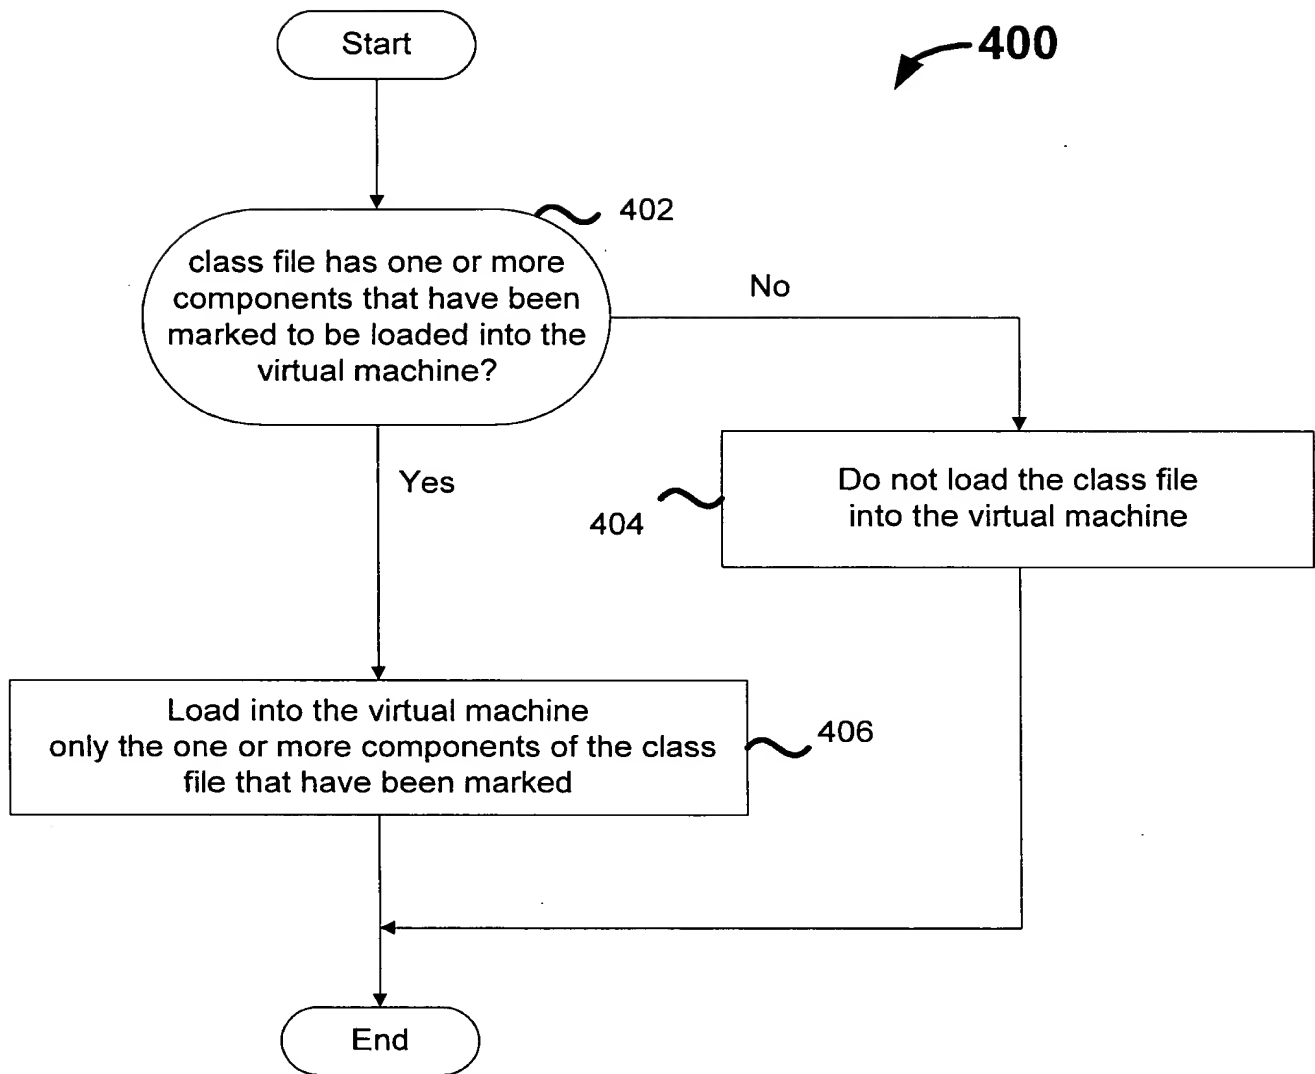 Start
400
402
class file has one or more
components that have been
marked to be loaded into the
virtual machine?
No
Yes
Do not load the class file
into the virtual machine
404
Load into the virtual machine
only the one or more components of the class
file that have been marked
406
End